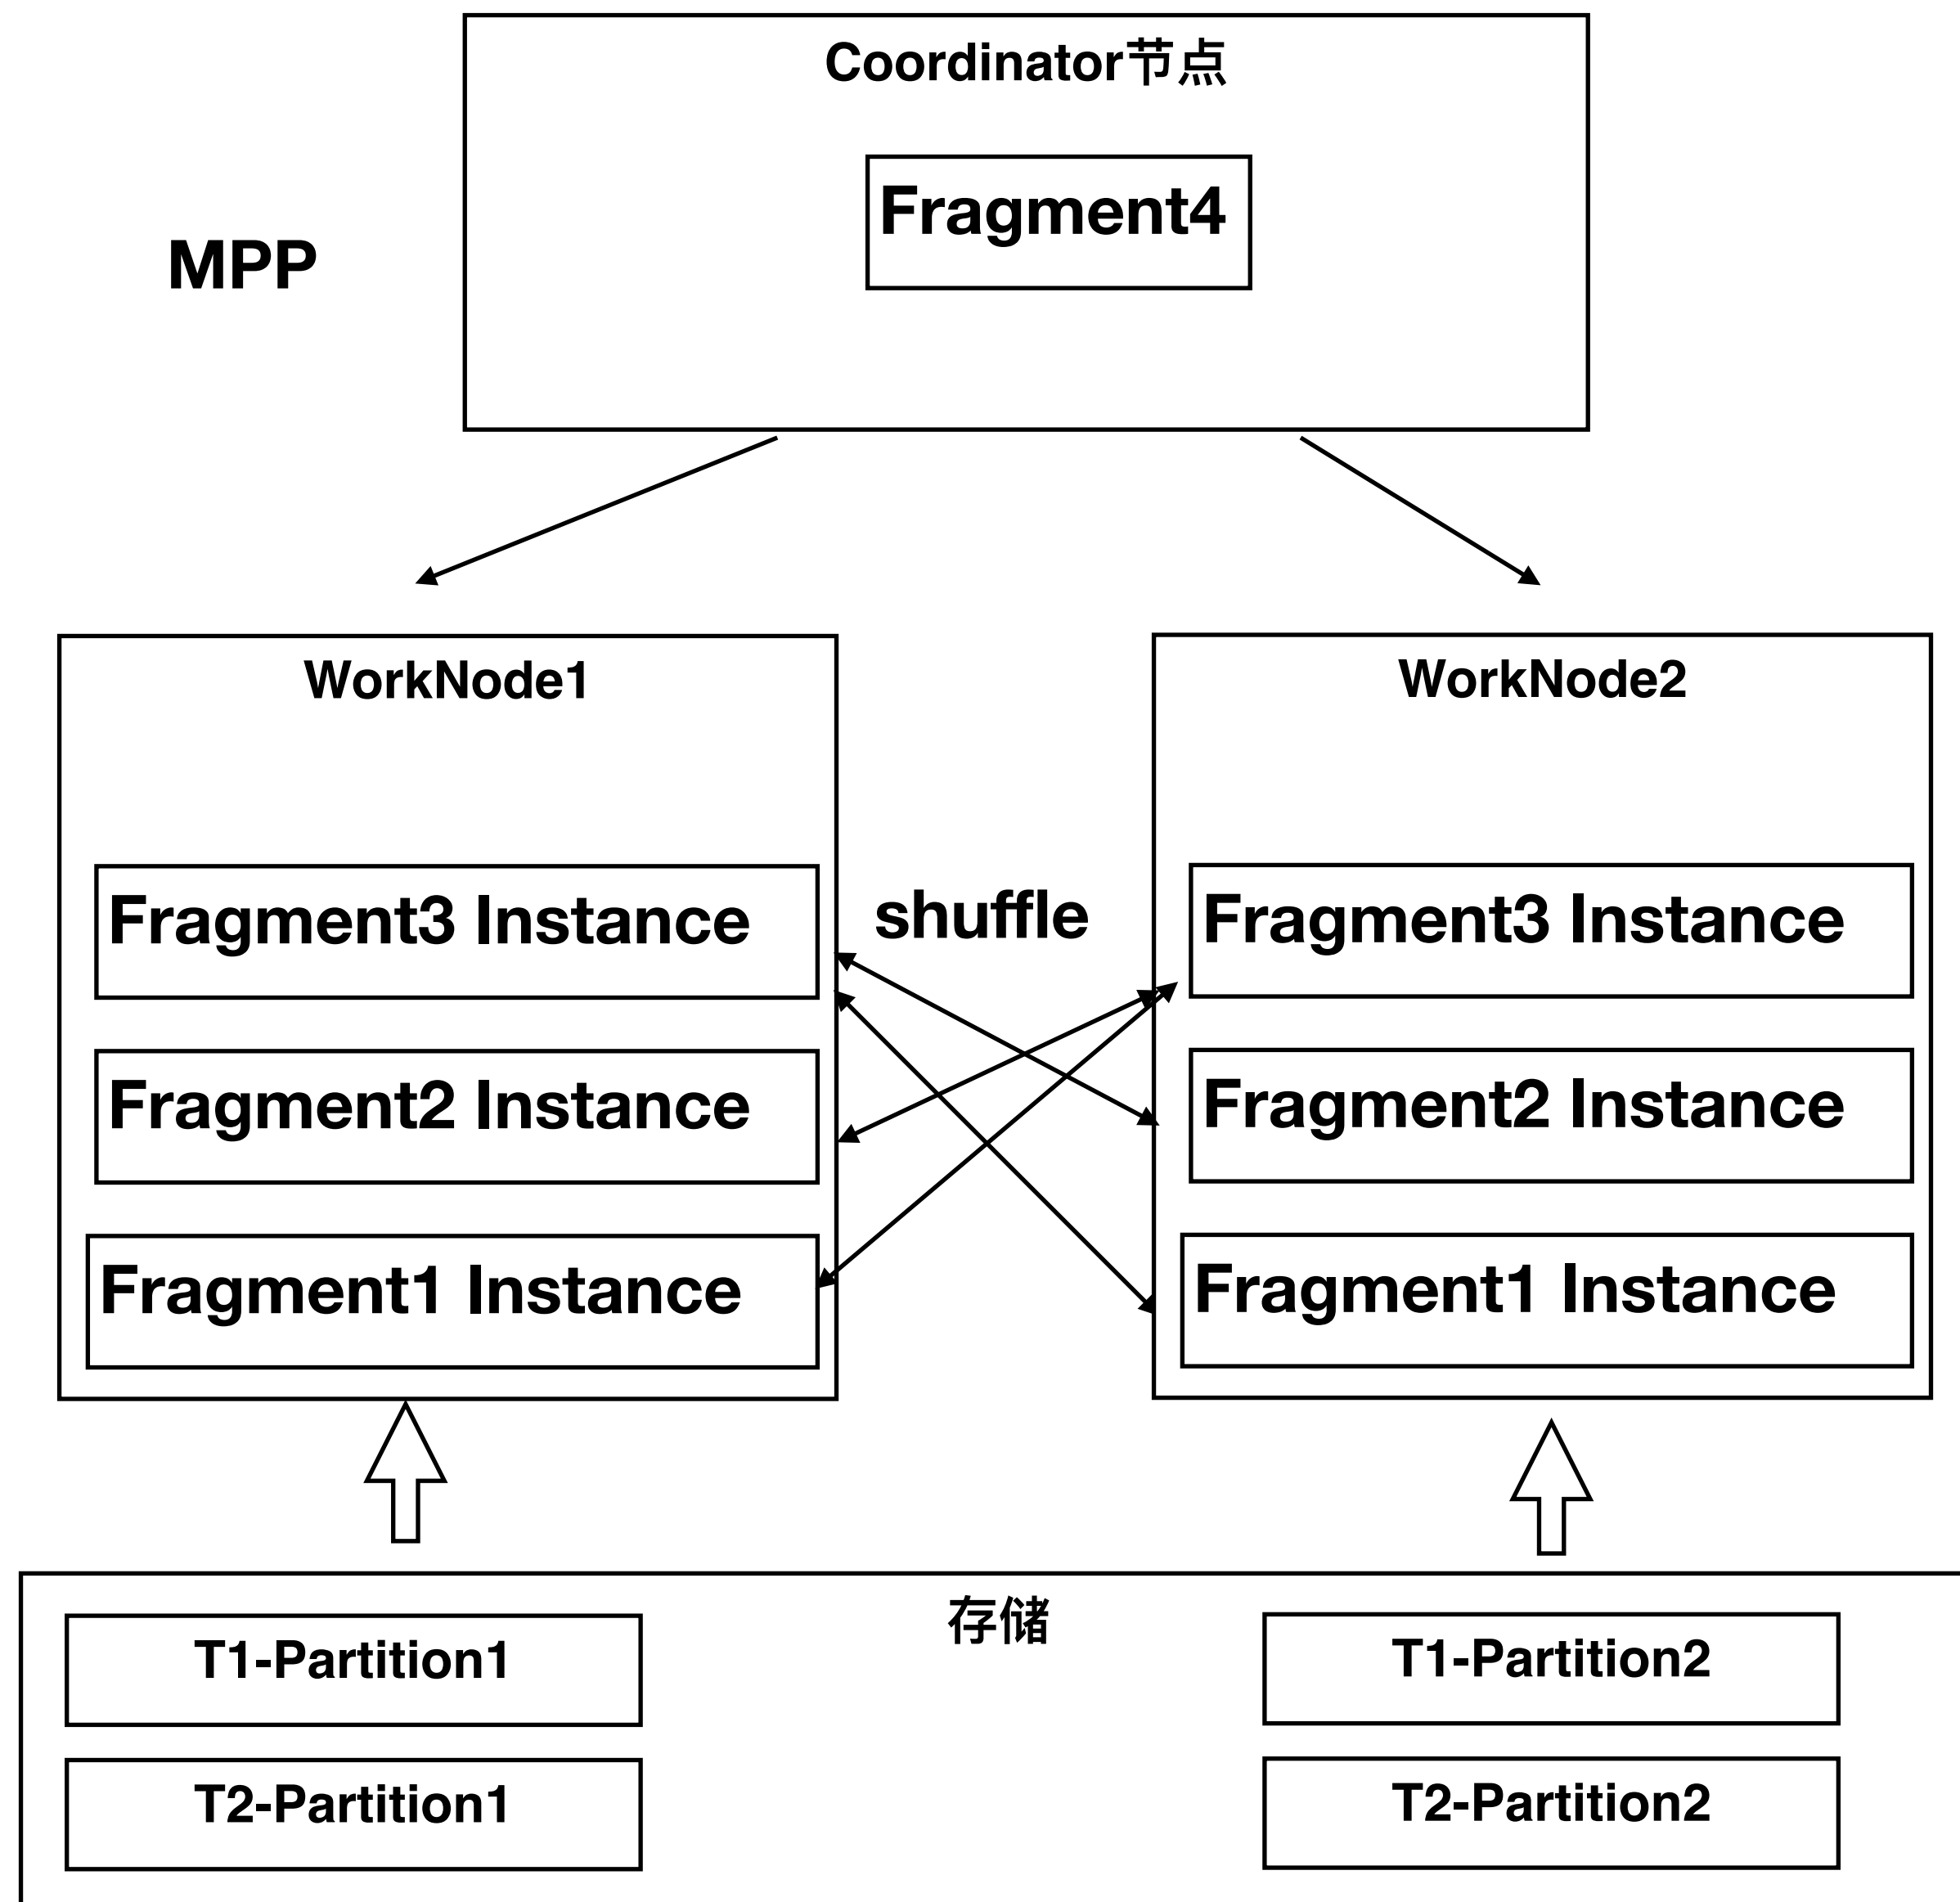 Coordinator节点
Fragment4
MPP
WorkNode1
WorkNode2
Fragment3 Instance
shuffle
Fragment3 Instance
Fragment2 Instance
Fragment2 Instance
Fragment1 Instance
Fragment1 Instance
存储
T1-Partition1
T1-Partition2
T2-Partition1
T2-Partition2